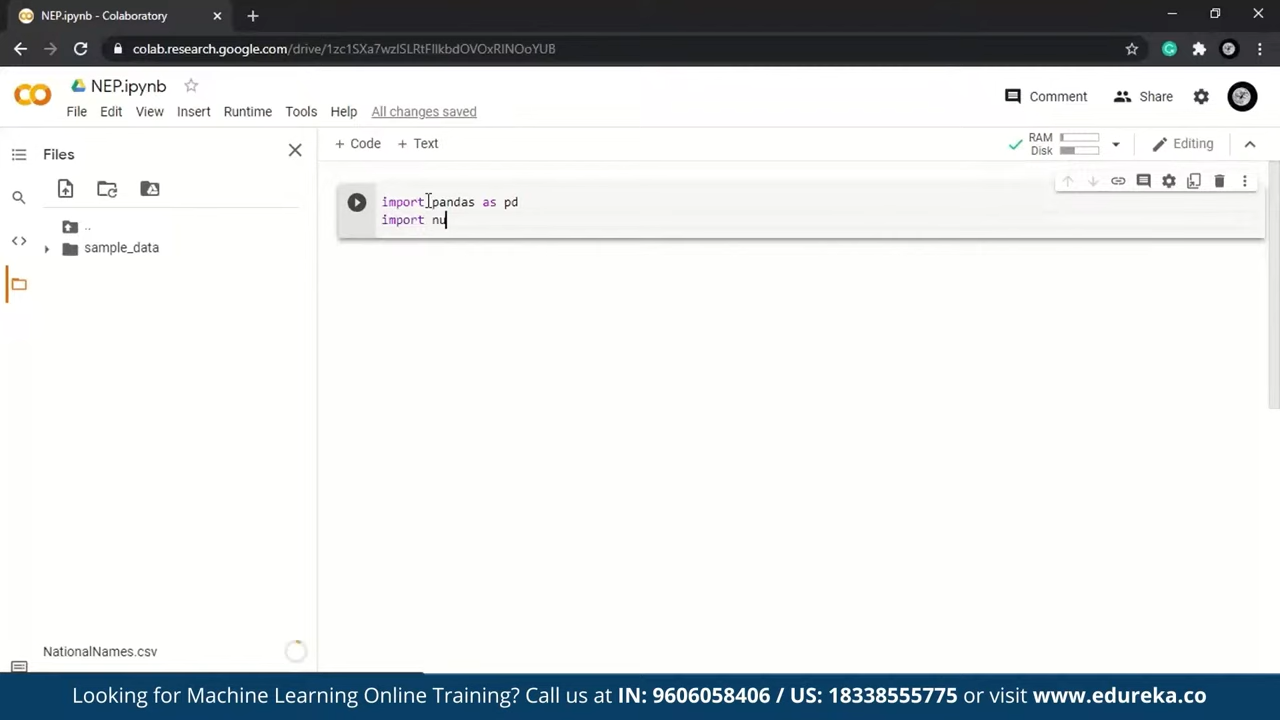 NEP.ipynb - Colaboratory
colab.research.google.com/drive/1zc1SXa7wzlSLRtFIlkbdOVOxRINOoYUB
NEP.ipynb
File Edit View Insert Runtime Tools Help All changes saved
Comment Share
Files
+ Code + Text
RAM
Disk
Editing
..
sample_data
import pandas as pd
import nu
NationalNames.csv
Looking for Machine Learning Online Training? Call us at IN: 9606058406 / US: 18338555775 or visit www.edureka.co